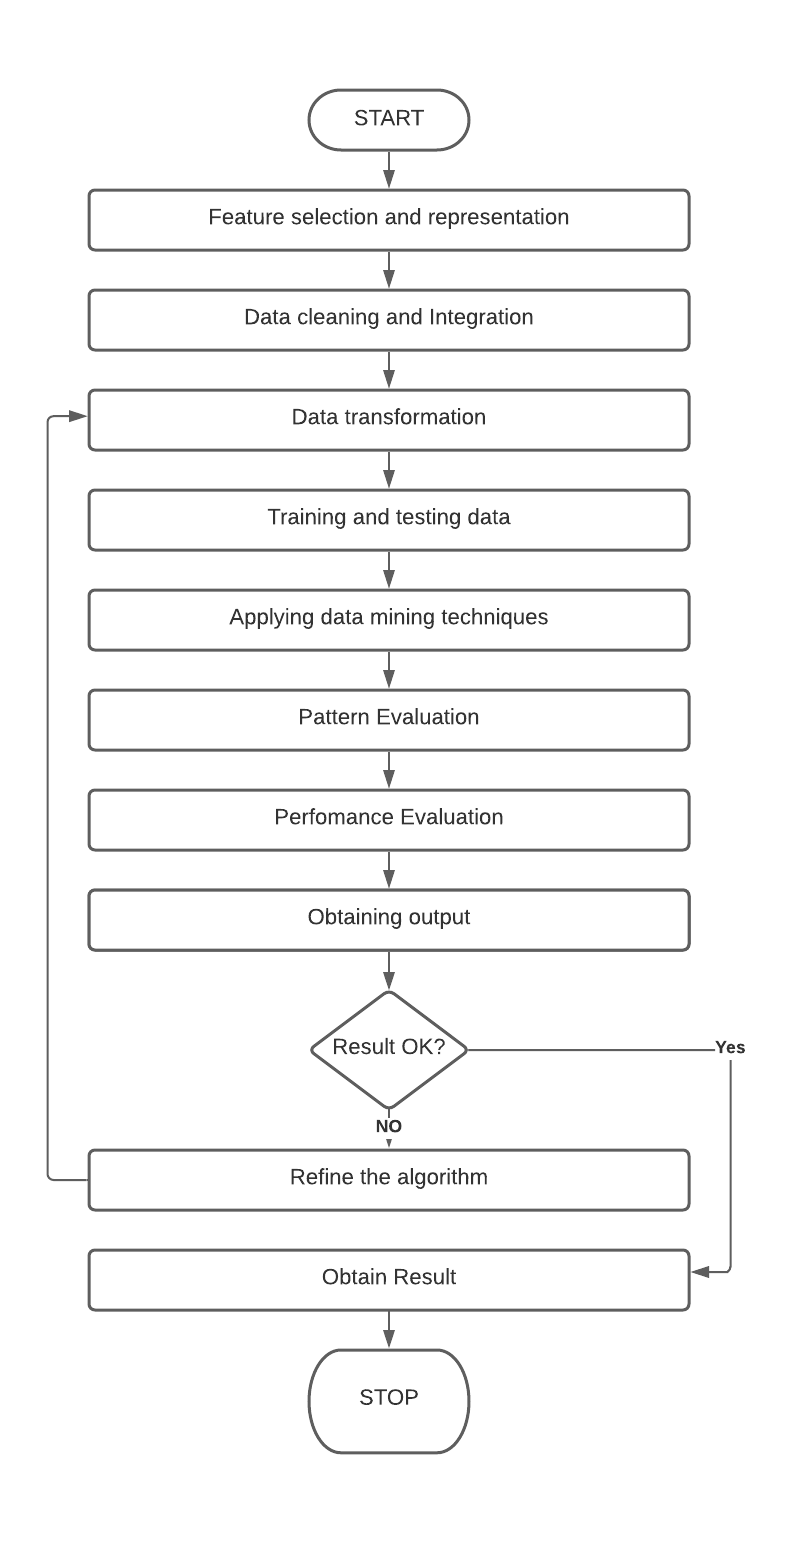 START
Feature selection and representation
Data cleaning and Integration
Data transformation
Training and testing data
Applying data mining techniques
Pattern Evaluation
Perfomance Evaluation
Obtaining output
Result OK?
Yes
NO
Refine the algorithm
Obtain Result
STOP